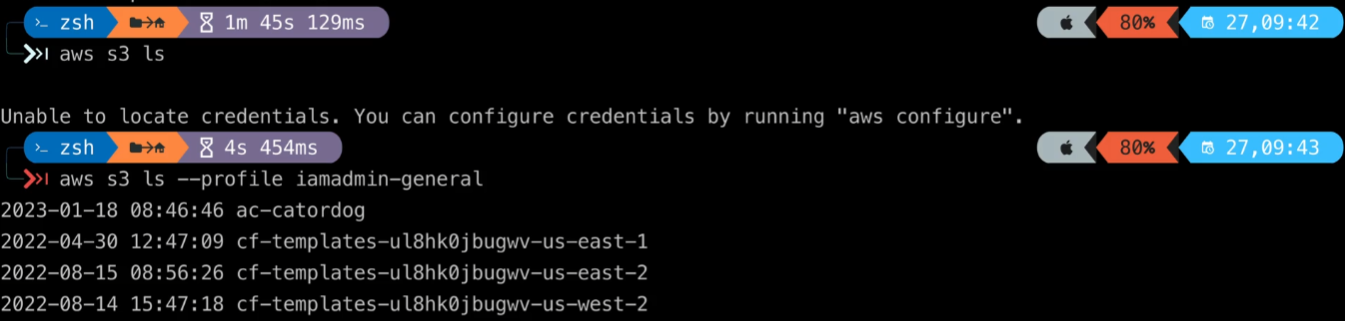 zsh 1m 45s 129ms 80% 27,09:42
aws s3 ls
Unable to locate credentials. You can configure credentials by running "aws configure".
zsh 4s 454ms 80% 27,09:43
aws s3 ls --profile iamadmin-general
2023-01-18 08:46:46 ac-catordog
2022-04-30 12:47:09 cf-templates-ul8hk0jbugwv-us-east-1
2022-08-15 08:56:26 cf-templates-ul8hk0jbugwv-us-east-2
2022-08-14 15:47:18 cf-templates-ul8hk0jbugwv-us-west-2